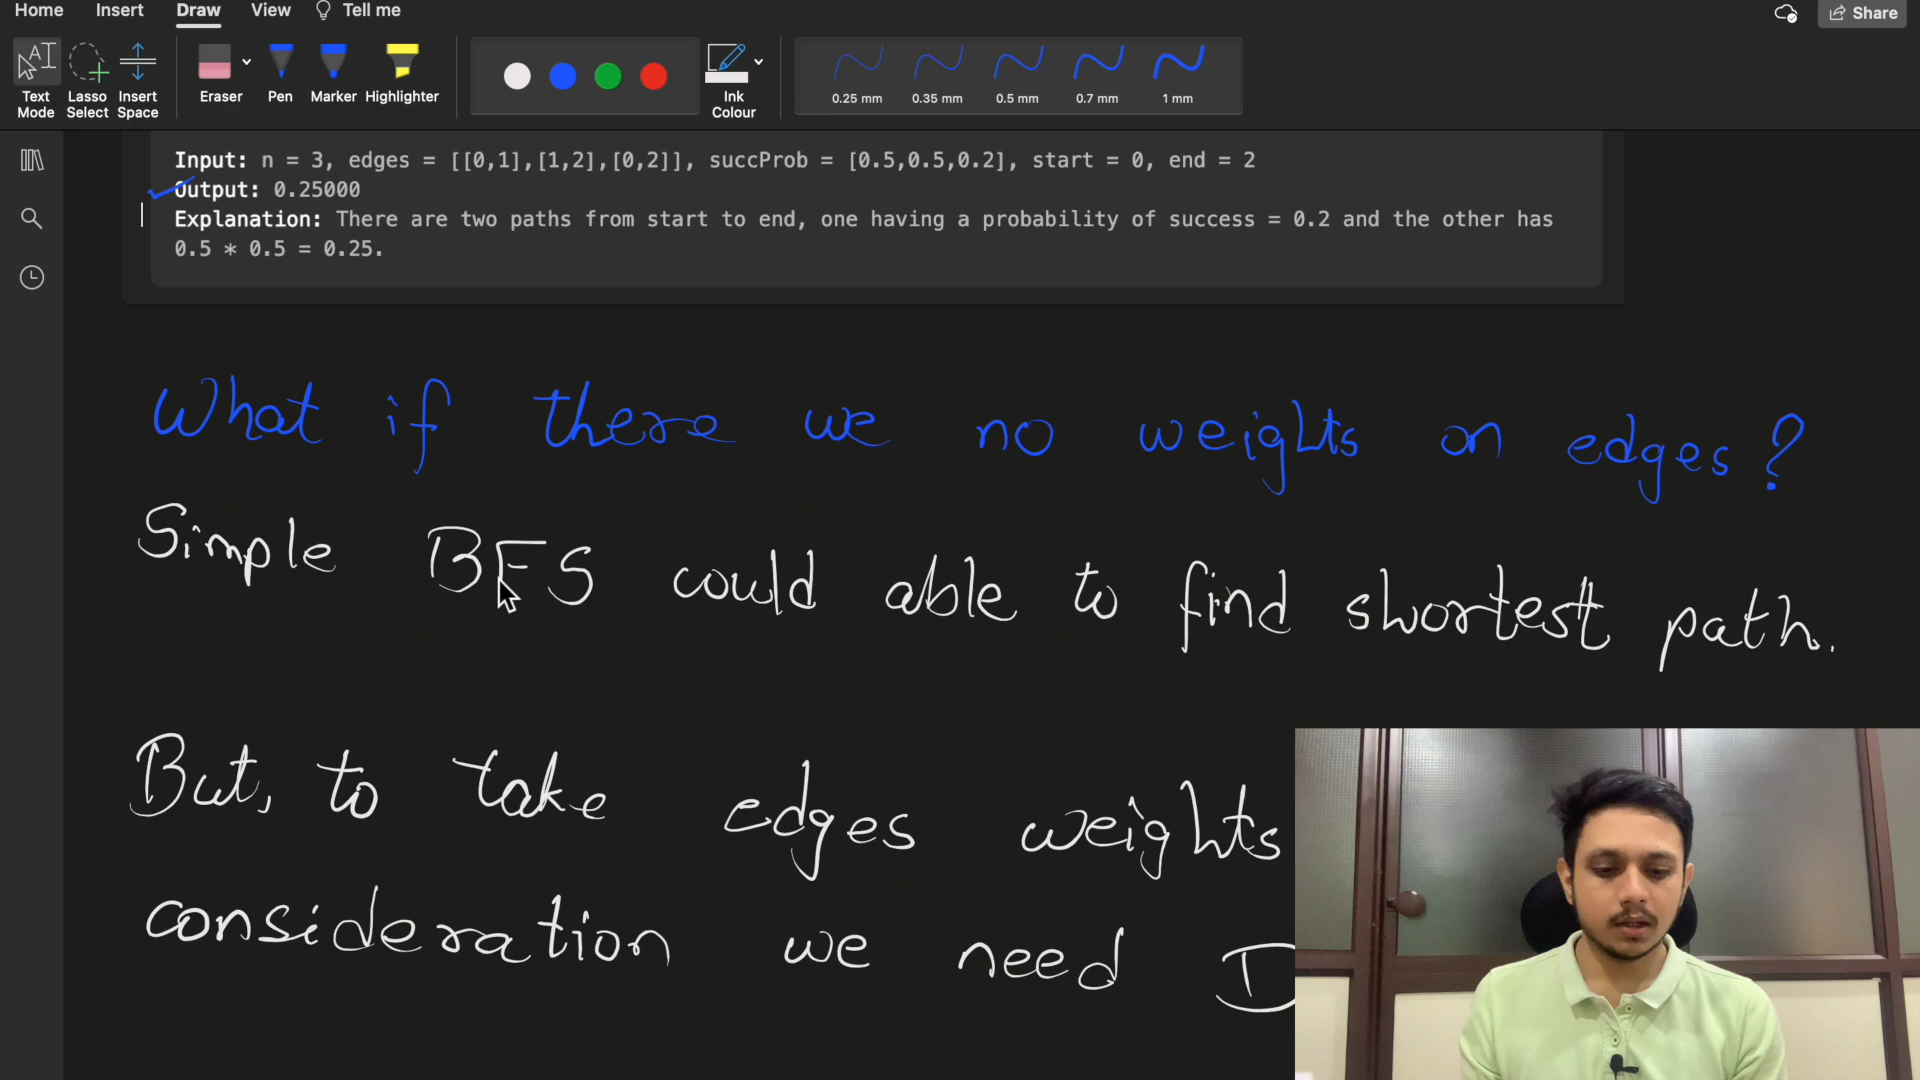 Home Insert Draw View Tell me Share
Text Mode Lasso Select Insert Space Eraser Pen Marker Highlighter Ink Colour 0.25 mm 0.35 mm 0.5 mm 0.7 mm 1 mm
Input: n = 3, edges = [[0,1],[1,2],[0,2]], succProb = [0.5,0.5,0.2], start = 0, end = 2
Output: 0.25000
Explanation: There are two paths from start to end, one having a probability of success = 0.2 and the other has
0.5 * 0.5 = 0.25.
What if there we no weights on edges?
Simple BFS could able to find shortest path.
But, to take edges weights
consideration we need D